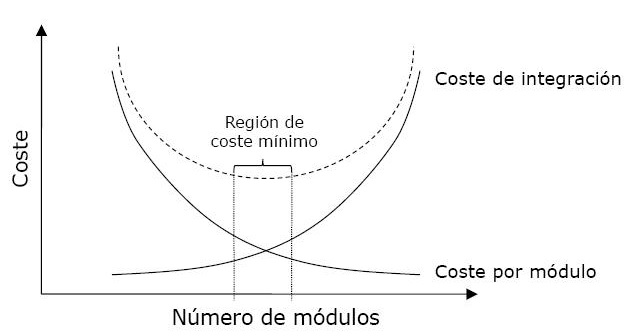 Coste
Coste de integración
Región de
coste mínimo
Coste por módulo
Número de módulos